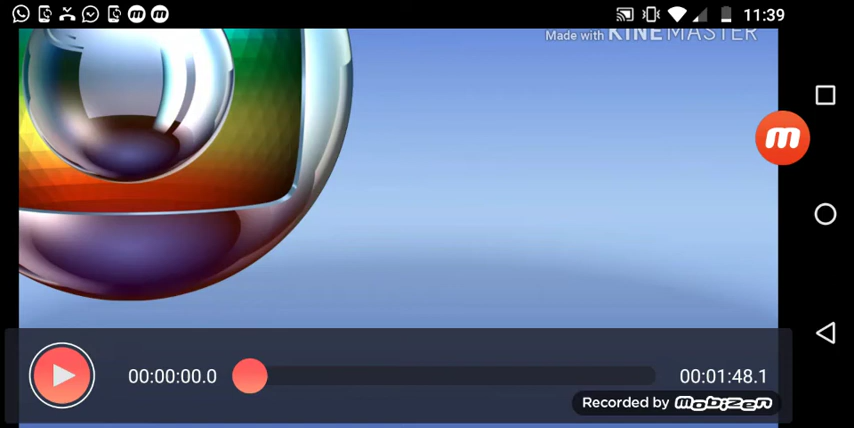 11:39
Made with KINEMASTER
00:00:00.0
00:01:48.1
Recorded by mobizen